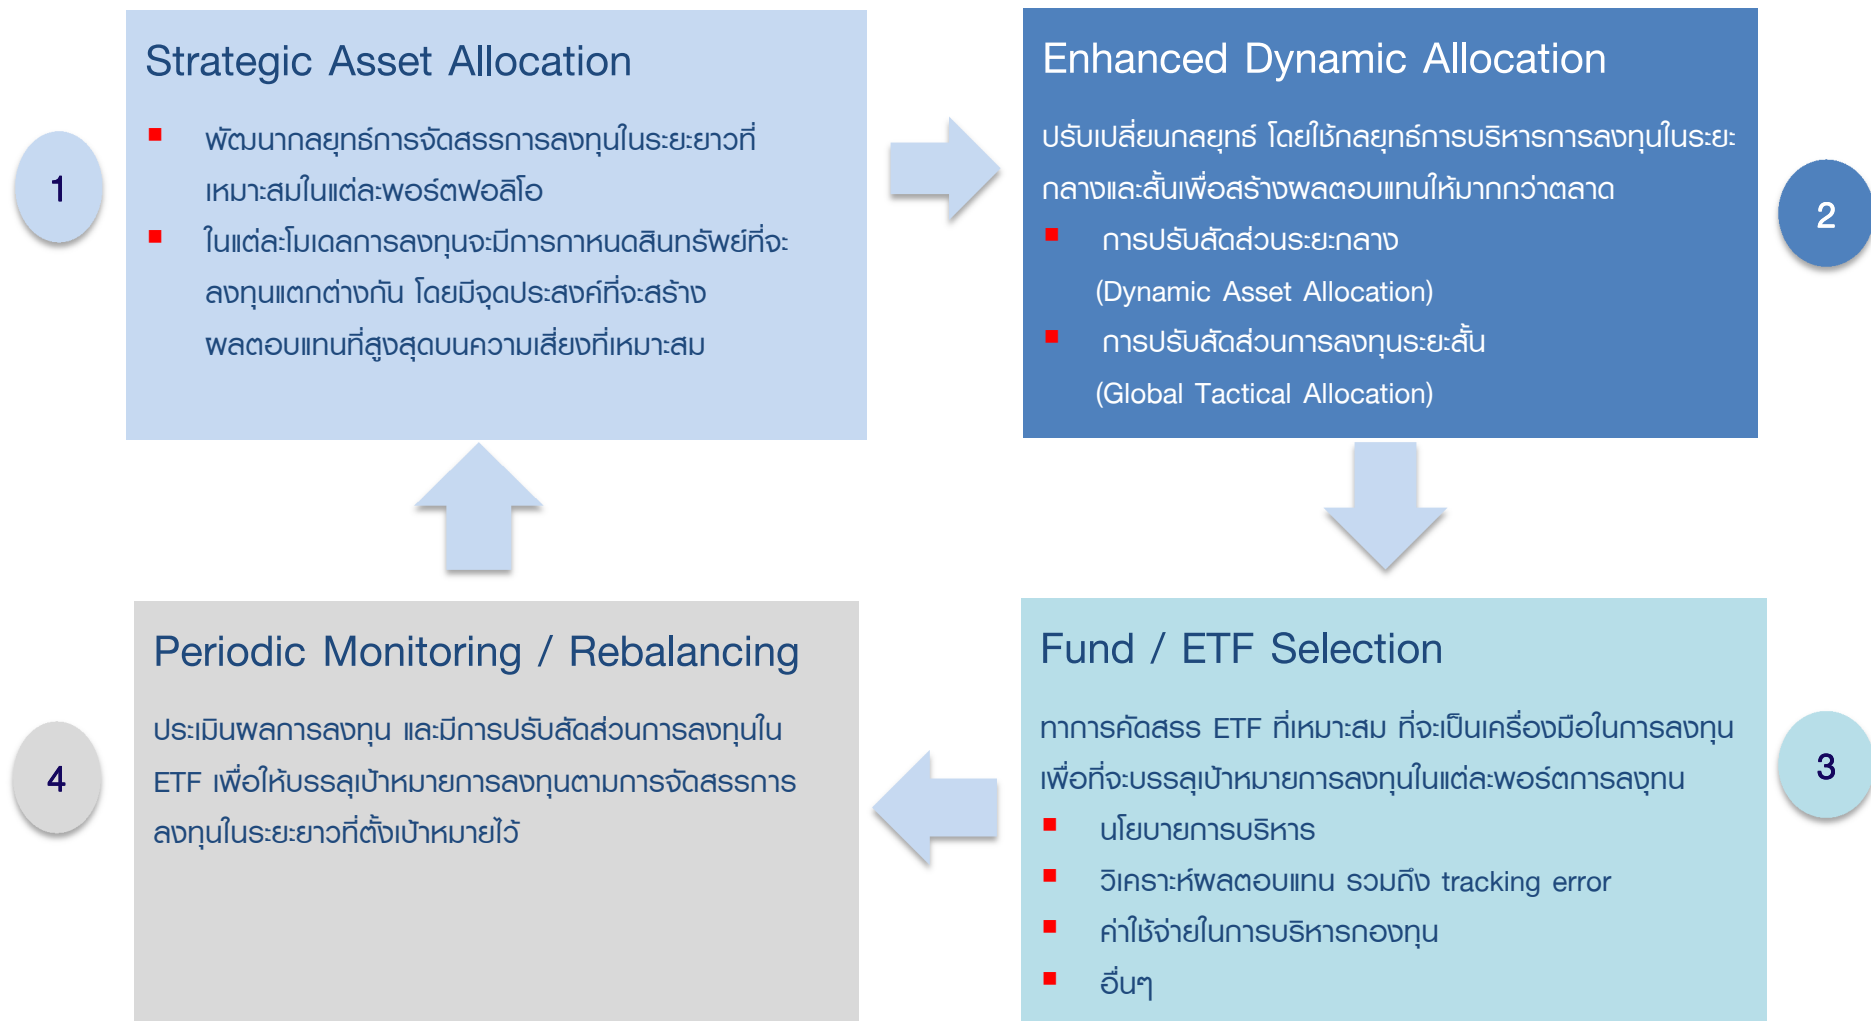 1
Strategic Asset Allocation
พัฒนากลยุทธ์การจัดสรรการลงทุนในระยะยาวที่
เหมาะสมในแต่ละพอร์ตฟอลิโอ
ในแต่ละโมเดลการลงทุนจะมีการกาหนดสินทรัพย์ที่จะ
ลงทุนแตกต่างกัน โดยมีจุดประสงค์ที่จะสร้าง
ผลตอบแทนที่สูงสุดบนความเสี่ยงที่เหมาะสม
Enhanced Dynamic Allocation
ปรับเปลี่ยนกลยุทธ์ โดยใช้กลยุทธ์การบริหารการลงทุนในระยะ
กลางและสั้นเพื่อสร้างผลตอบแทนให้มากกว่าตลาด
การปรับสัดส่วนระยะกลาง
(Dynamic Asset Allocation)
การปรับสัดส่วนการลงทุนระยะสั้น
(Global Tactical Allocation)
2
Fund / ETF Selection
ทาการคัดสรร ETF ที่เหมาะสม ที่จะเป็นเครื่องมือในการลงทุน
เพื่อที่จะบรรลุเป้าหมายการลงทุนในแต่ละพอร์ตการลงุทน
นโยบายการบริหาร
วิเคราะห์ผลตอบแทน รวมถึง tracking error
ค่าใช้จ่ายในการบริหารกองทุน
อื่นๆ
3
4
Periodic Monitoring / Rebalancing
ประเมินผลการลงทุน และมีการปรับสัดส่วนการลงทุนใน
ETF เพื่อให้บรรลุเป้าหมายการลงทุนตามการจัดสรรการ
ลงทุนในระยะยาวที่ตั้งเป้าหมายไว้